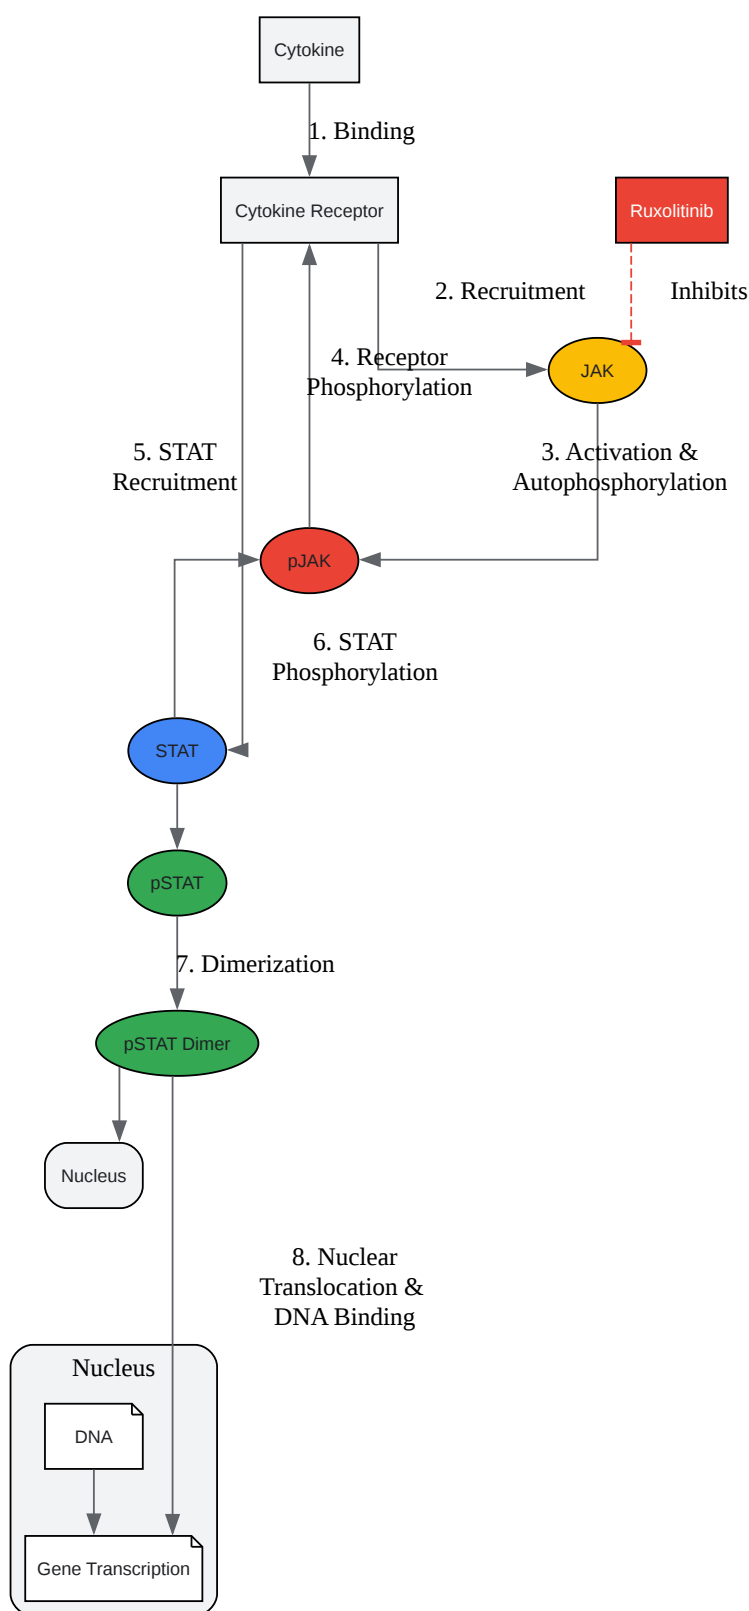 Cytokine
1. Binding
Cytokine Receptor
Ruxolitinib
2. Recruitment
Inhibits
4. Receptor
Phosphorylation
JAK
5. STAT
Recruitment
3. Activation &
Autophosphorylation
pJAK
6. STAT
Phosphorylation
STAT
pSTAT
7. Dimerization
pSTAT Dimer
Nucleus
8. Nuclear
Translocation &
DNA Binding
Nucleus
DNA
Gene Transcription